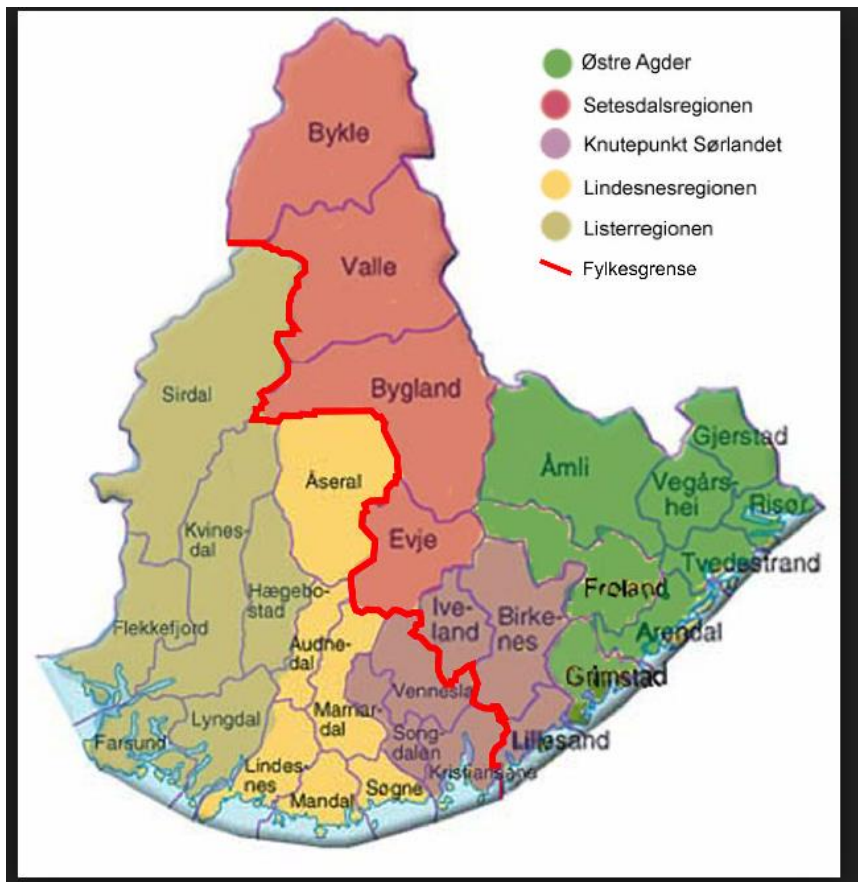 Østre Agder
Setesdalsregionen
Knutepunkt Sørlandet
Lindesnesregionen
Listerregionen
Fylkesgrense
Bykle
Valle
Bygland
Sirdal
Åseral
Åmli
Gjerstad
Vegårs-
hei
Risør
Kvines-
dal
Evje
Tvedestrand
Hægebo-
stad
Frøland
Ive-
land
Birke-
nes
Flekkefjord
Audne-
dal
Arendal
Grimstad
Vennesla
Marnar-
dal
Lyngdal
Song-
dalen
Lillesand
Farsund
Lindes-
nes
Mandal
Søgne
Kristiansand